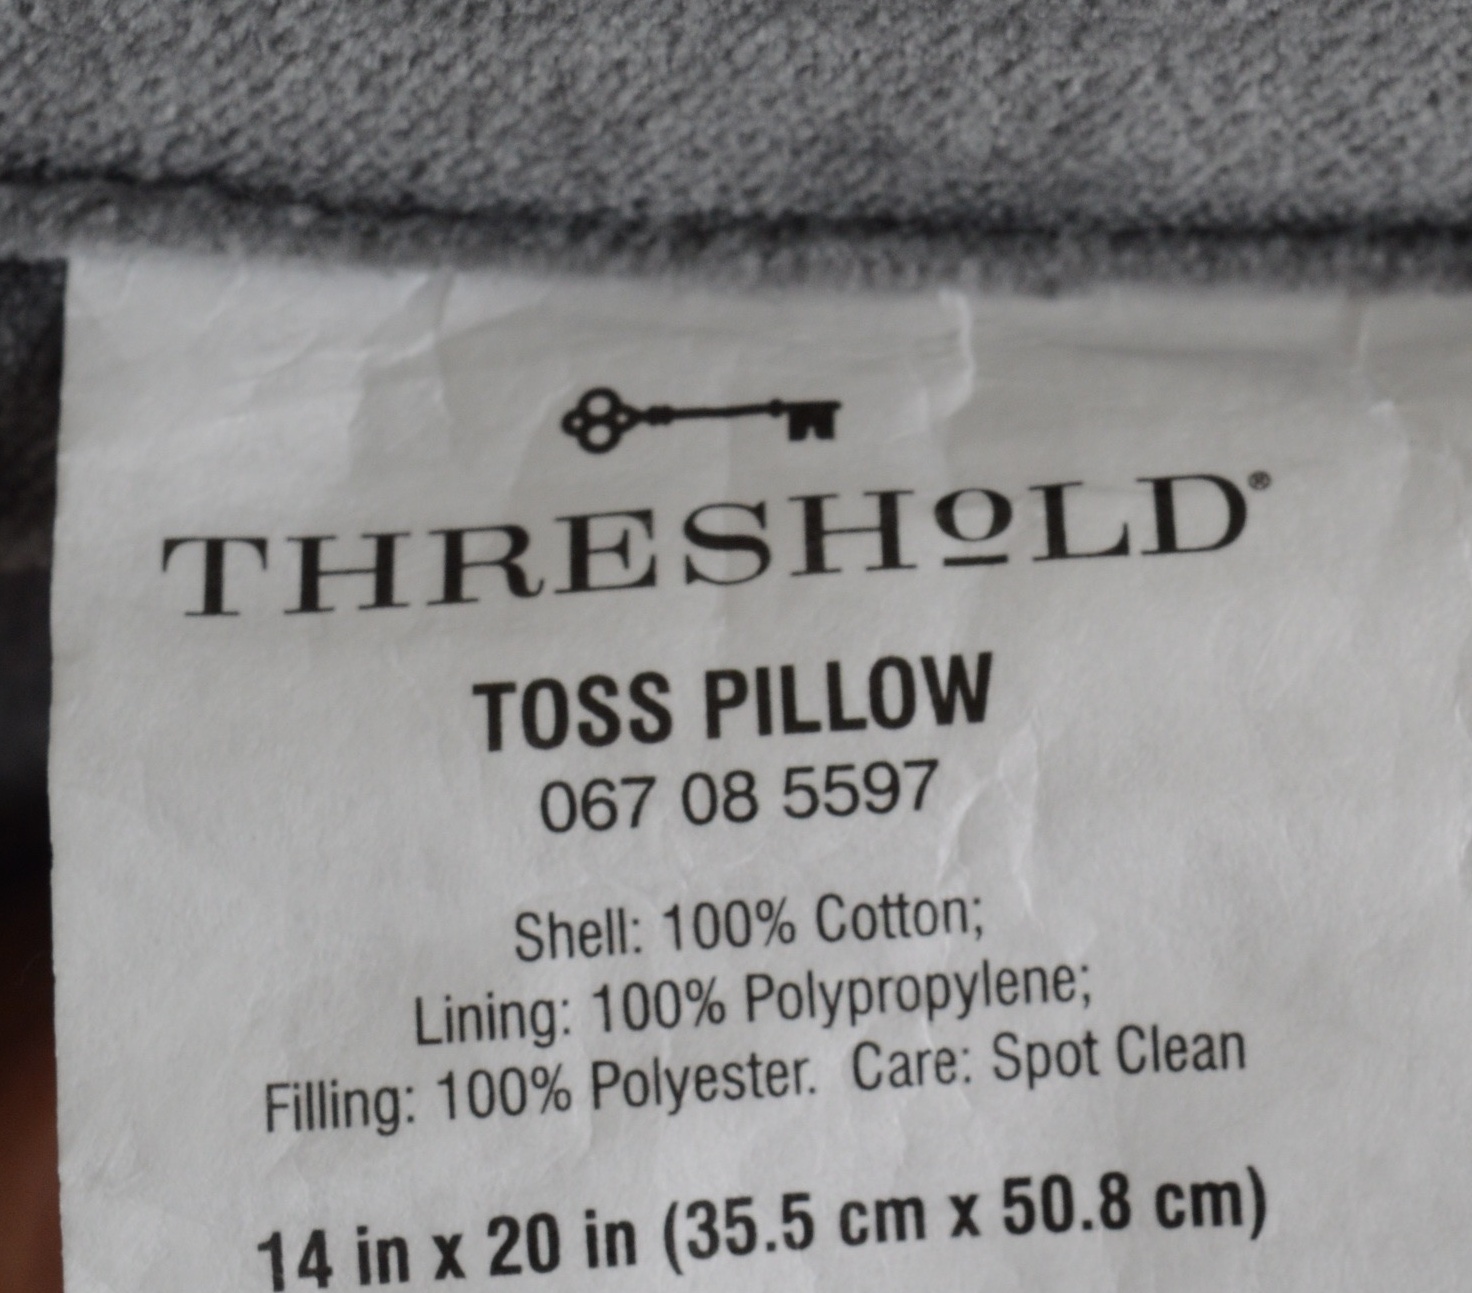 THRESHOLD®
TOSS PILLOW
067 08 5597
Shell: 100% Cotton;
Lining: 100% Polypropylene;
Filling: 100% Polyester. Care: Spot Clean
14 in x 20 in (35.5 cm x 50.8 cm)